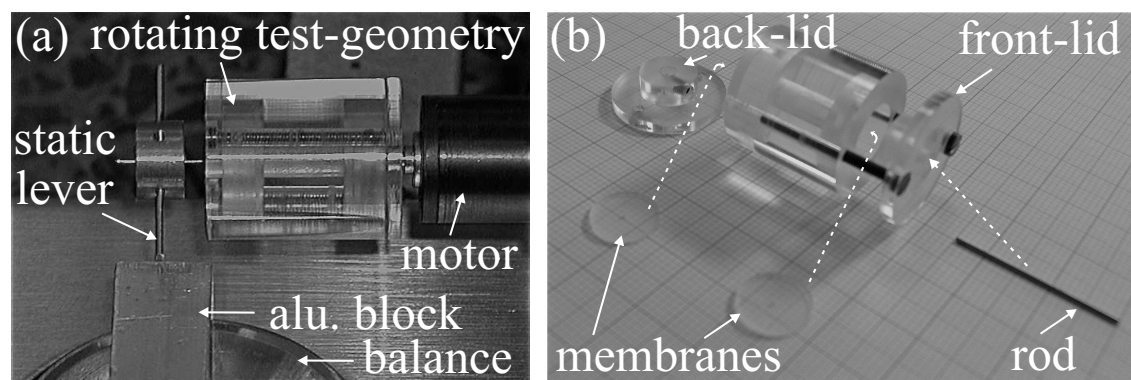 (a) rotating test-geometry
static
lever
motor
alu. block
balance
(b) back-lid
front-lid
membranes
rod